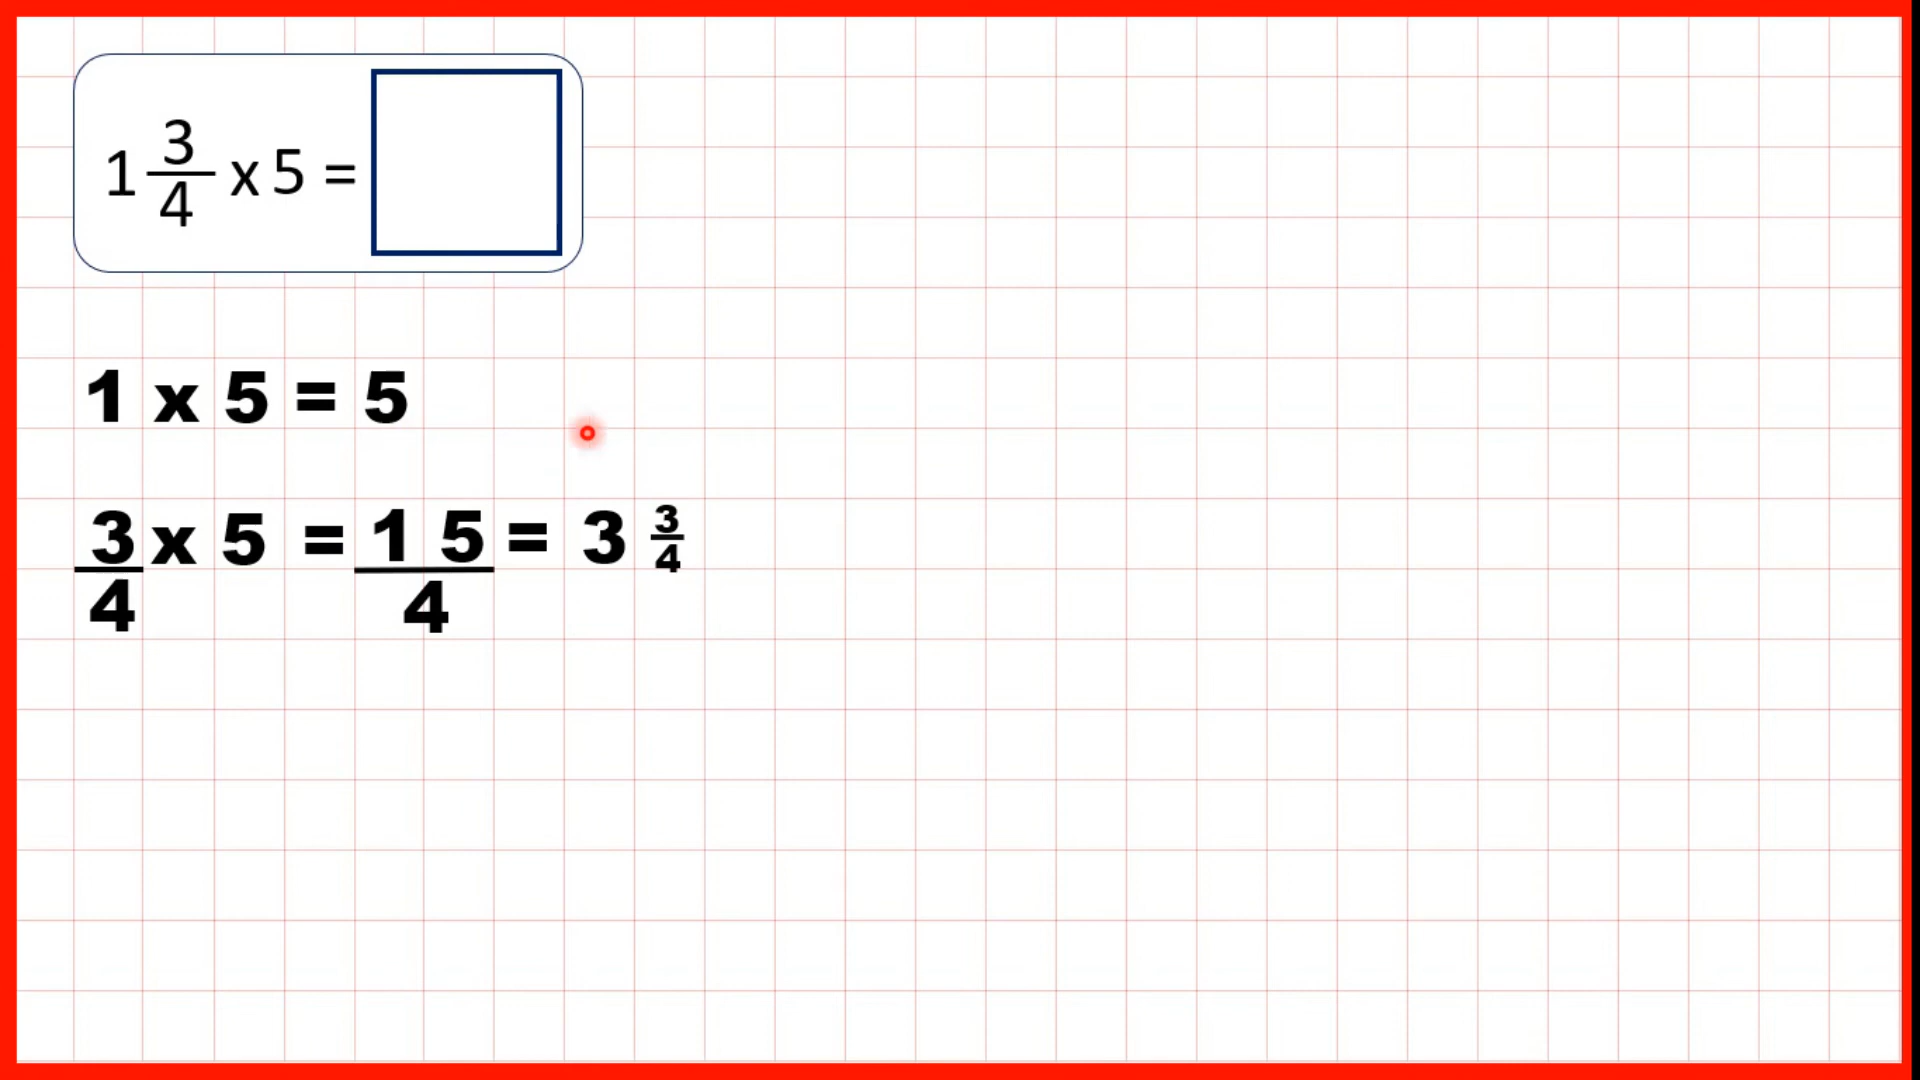 1 3/4 x 5 =
1 x 5 = 5
3/4 x 5 = 15/4 = 3 3/4